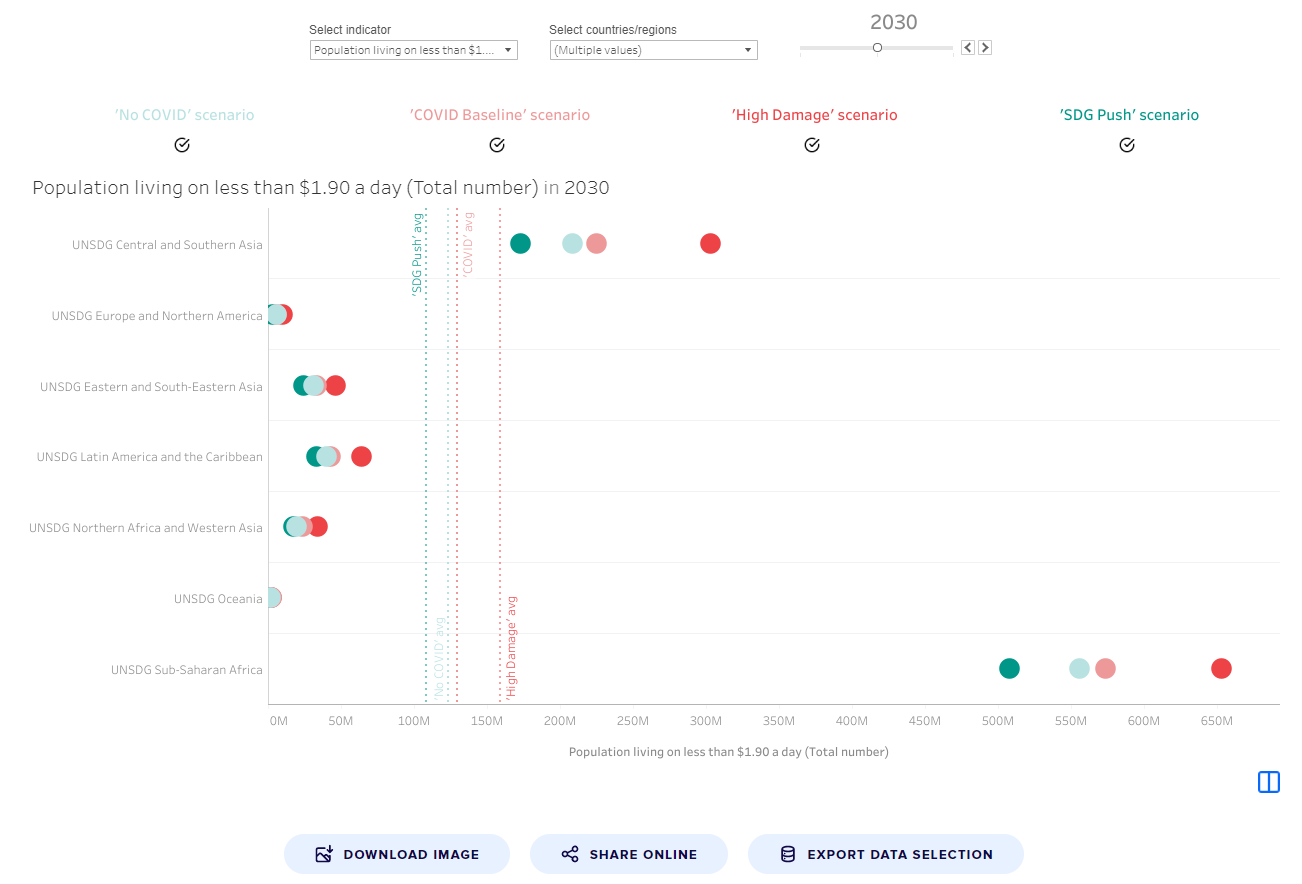 2030
Select indicator
Select countries/regions
Population living on less than $1....
(Multiple values)
'No COVID' scenario
'COVID Baseline' scenario
'High Damage' scenario
'SDG Push' scenario
Population living on less than $1.90 a day (Total number) in 2030
'SDG Push' avg
'COVID' avg
UNSDG Central and Southern Asia
UNSDG Europe and Northern America
UNSDG Eastern and South-Eastern Asia
UNSDG Latin America and the Caribbean
UNSDG Northern Africa and Western Asia
UNSDG Oceania
'No COVID' avg
'High Damage' avg
UNSDG Sub-Saharan Africa
0M 50M 100M 150M 200M 250M 300M 350M 400M 450M 500M 550M 600M 650M
Population living on less than $1.90 a day (Total number)
DOWNLOAD IMAGE
SHARE ONLINE
EXPORT DATA SELECTION